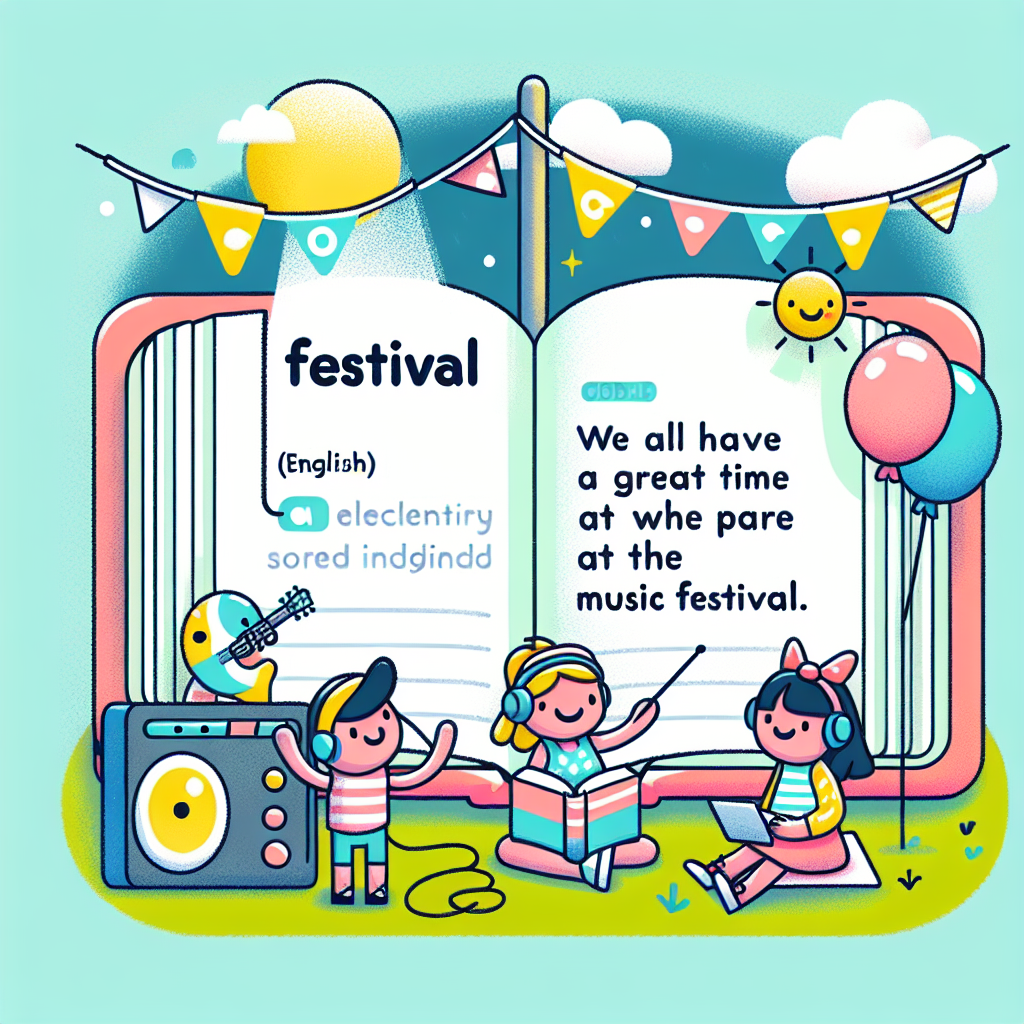 festival
(English)
a eleclentiry
sored indgindd
We all have
a great time
at whe pare
at the
music festival.